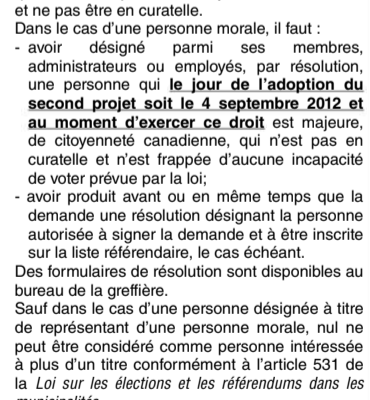 et ne pas être en curatelle.
Dans le cas d'une personne morale, il faut :
- avoir désigné parmi ses membres,
administrateurs ou employés, par résolution,
une personne qui le jour de l'adoption du
second projet soit le 4 septembre 2012 et
au moment d'exercer ce droit est majeure,
de citoyenneté canadienne, qui n'est pas en
curatelle et n'est frappée d'aucune incapacité
de voter prévue par la loi;
- avoir produit avant ou en même temps que la
demande une résolution désignant la personne
autorisée à signer la demande et à être inscrite
sur la liste référendaire, le cas échéant.
Des formulaires de résolution sont disponibles au
bureau de la greffière.
Sauf dans le cas d'une personne désignée à titre
de représentant d'une personne morale, nul ne
peut être considéré comme personne intéressée
à plus d'un titre conformément à l'article 531 de
la Loi sur les élections et les référendums dans les